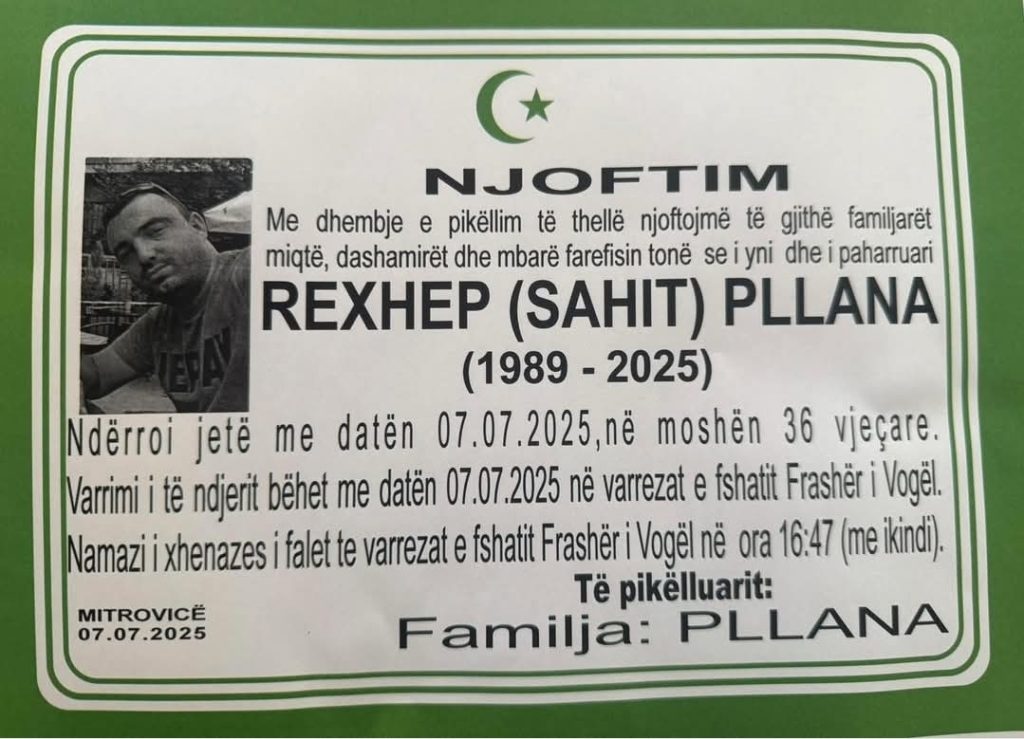 NJOFTIM
Me dhembje e pikëllim të thellë njoftojmë të gjithë familjarët
miqtë, dashamirët dhe mbarë farefisin tonë se i yni dhe i paharruari
REXHEP (SAHIT) PLLANA
(1989 - 2025)
Ndërroi jetë me datën 07.07.2025,në moshën 36 vjeçare.
Varrimi i të ndjerit bëhet me datën 07.07.2025 në varrezat e fshatit Frashër i Vogël.
Namazi i xhenazes i falet te varrezat e fshatit Frashër i Vogël në ora 16:47 (me ikindi).
Të pikëlluarit:
Familja: PLLANA
MITROVICË
07.07.2025